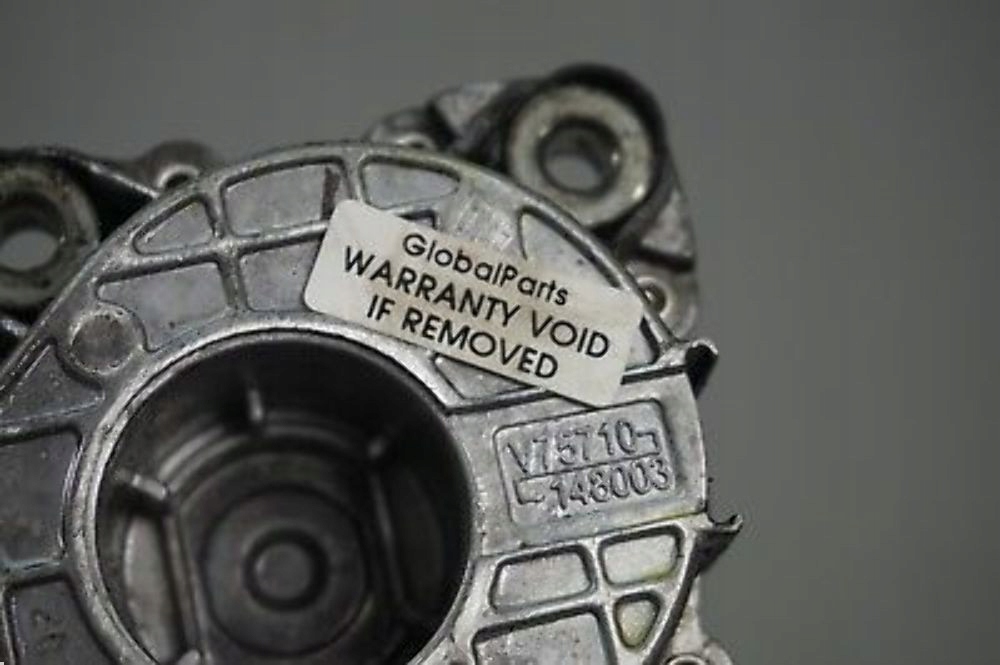 GlobalParts
WARRANTY VOID
IF REMOVED
V75710
148003